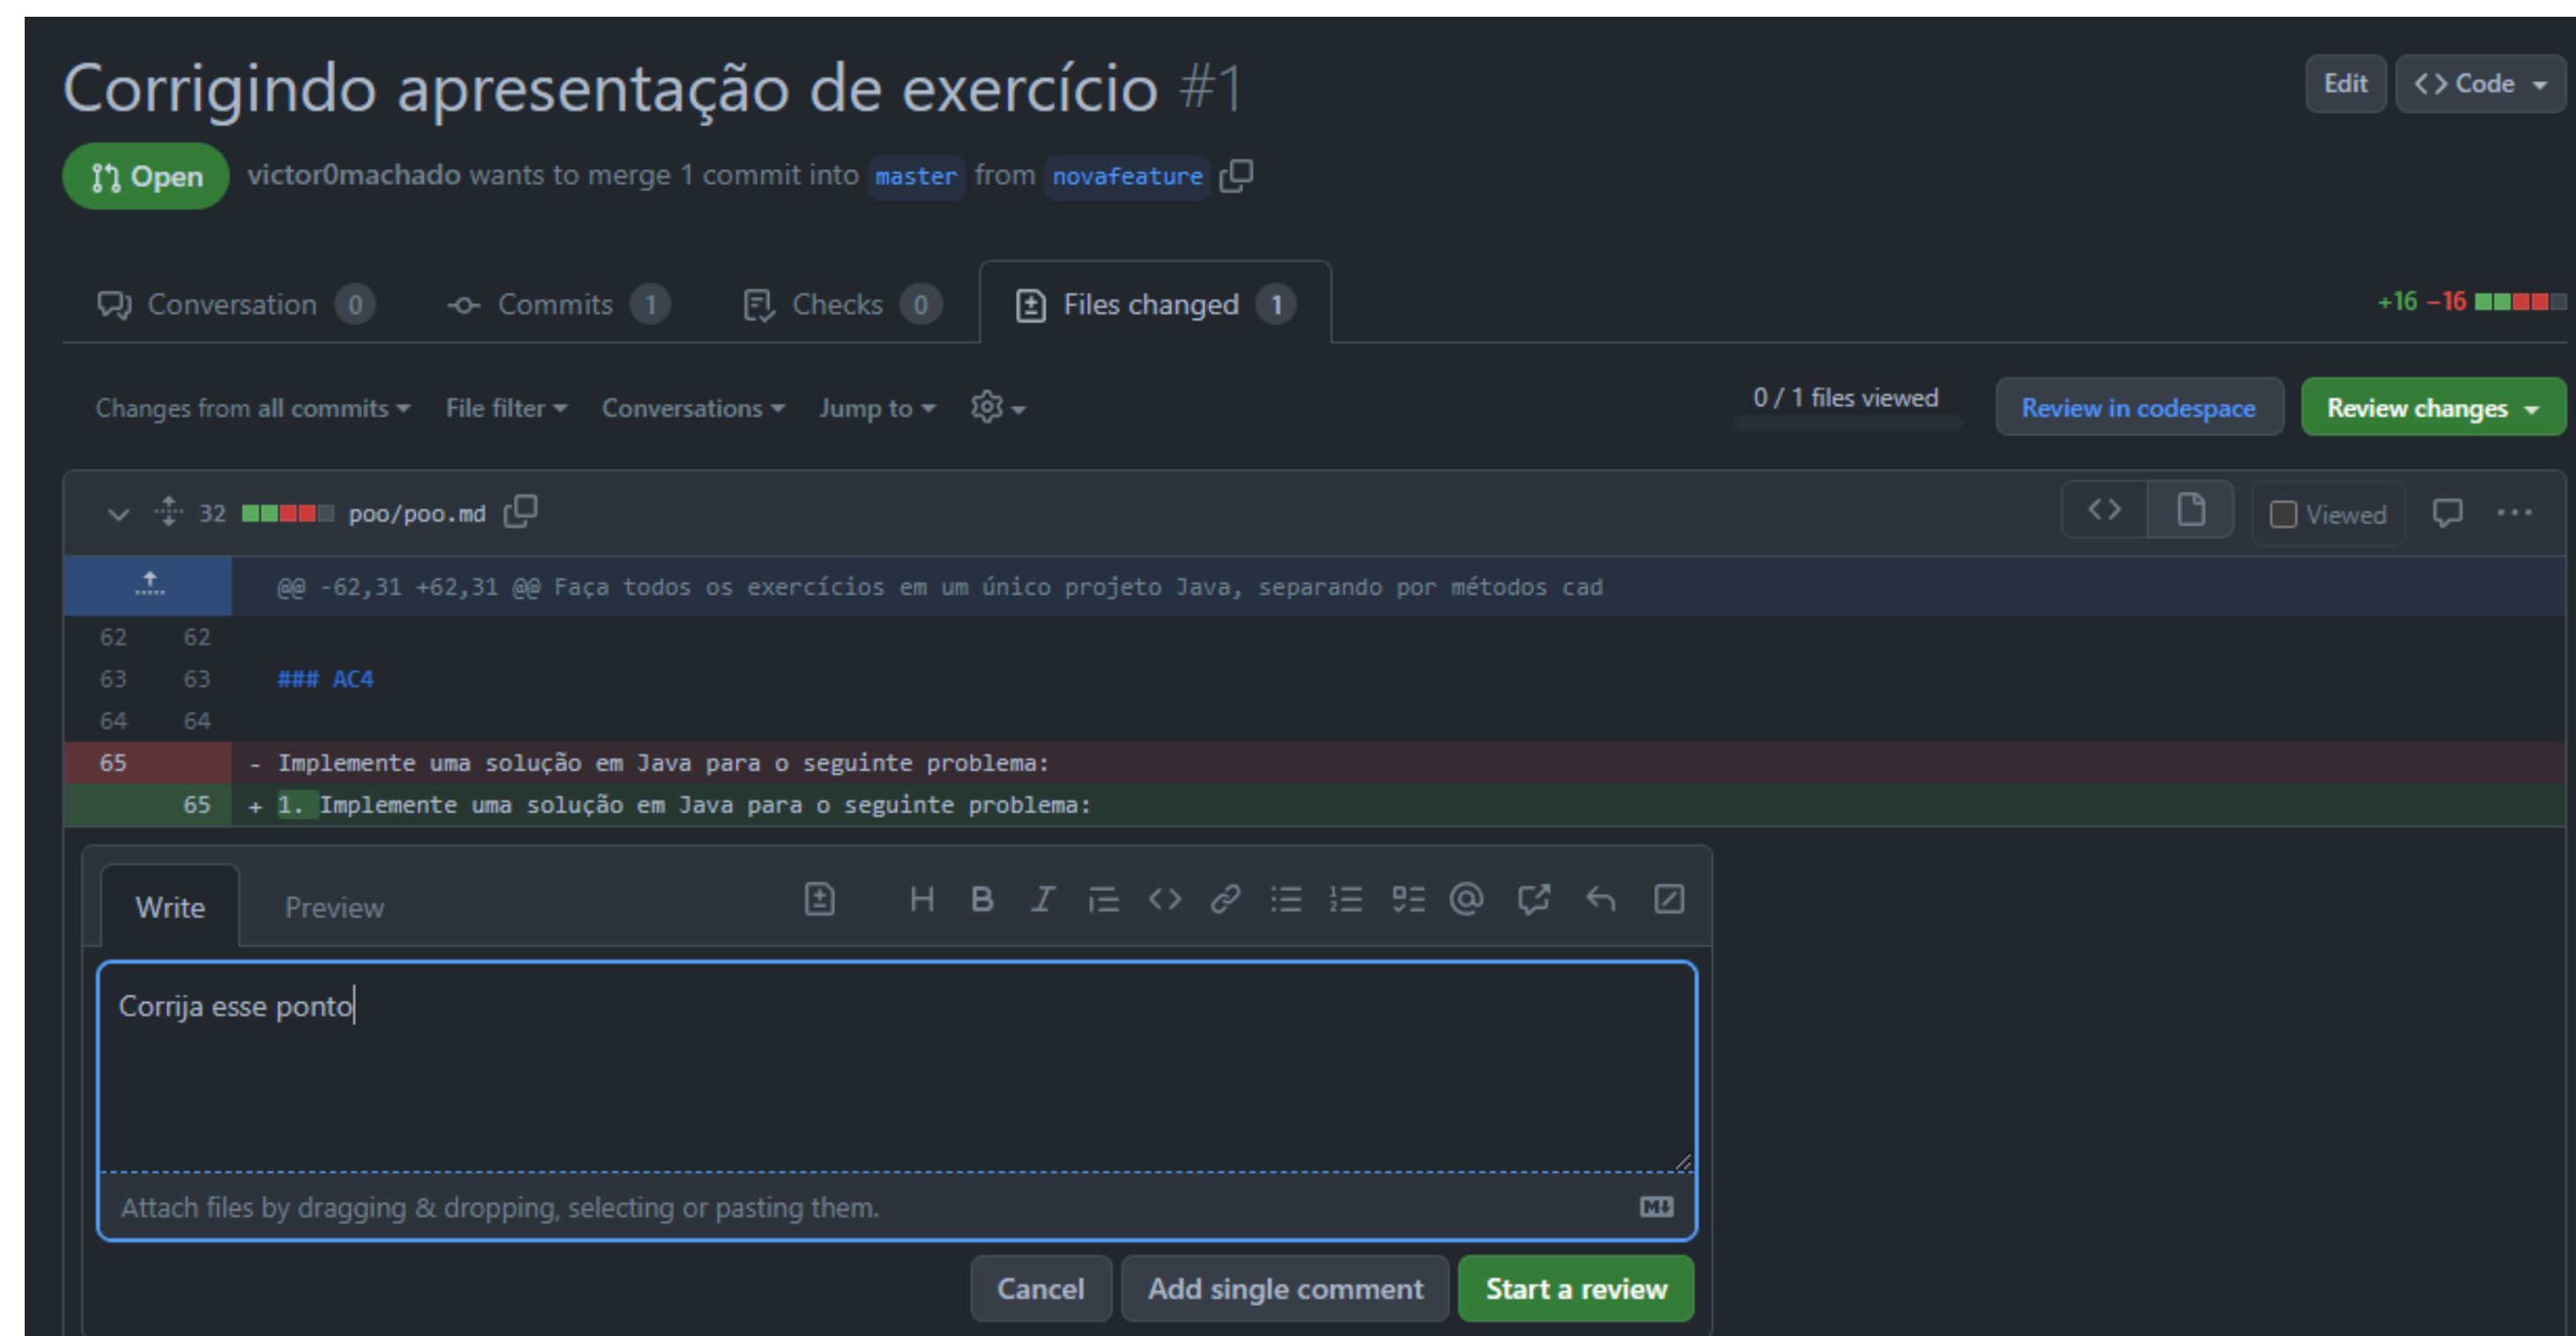 Corrigindo apresentação de exercício #1
Edit
<> Code
Open
victor0machado wants to merge 1 commit into master from novafeature
Conversation 0
Commits 1
Checks 0
Files changed 1
+16 −16
Changes from all commits
File filter
Conversations
Jump to
0 / 1 files viewed
Review in codespace
Review changes
32 poo/poo.md
Viewed
@@ -62,31 +62,31 @@ Faça todos os exercícios em um único projeto Java, separando por métodos cad
62 62
63 63 ### AC4
64 64
65 - Implemente uma solução em Java para o seguinte problema:
65 + 1. Implemente uma solução em Java para o seguinte problema:
Write
Preview
Corrija esse ponto
Attach files by dragging & dropping, selecting or pasting them.
Cancel
Add single comment
Start a review